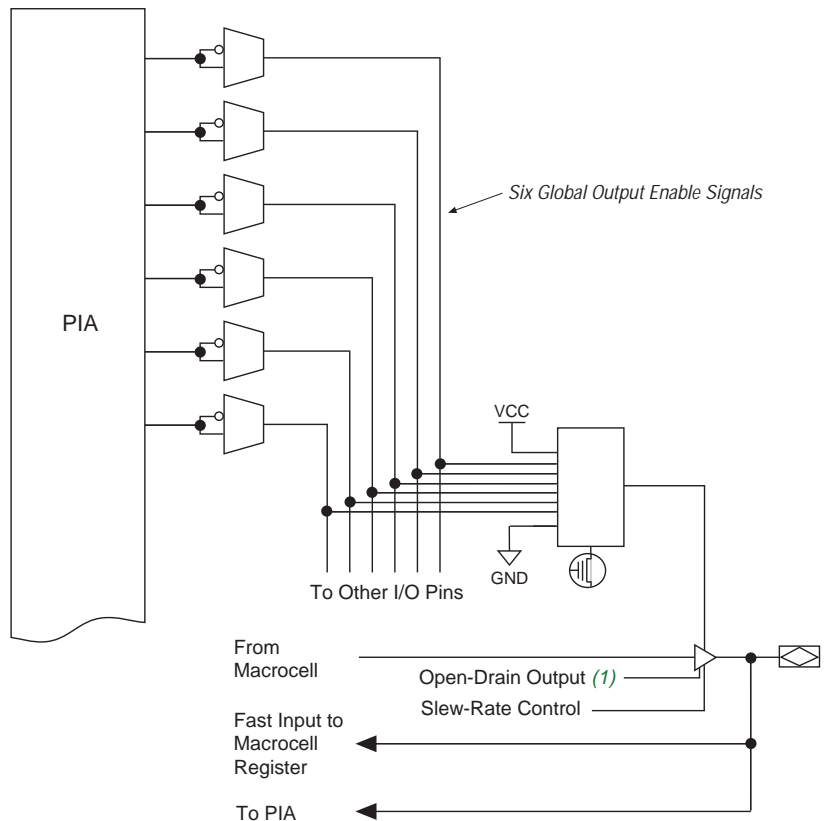 Six Global Output Enable Signals
PIA
VCC
GND
To Other I/O Pins
From
Macrocell
Open-Drain Output (1)
Slew-Rate Control
Fast Input to
Macrocell
Register
To PIA